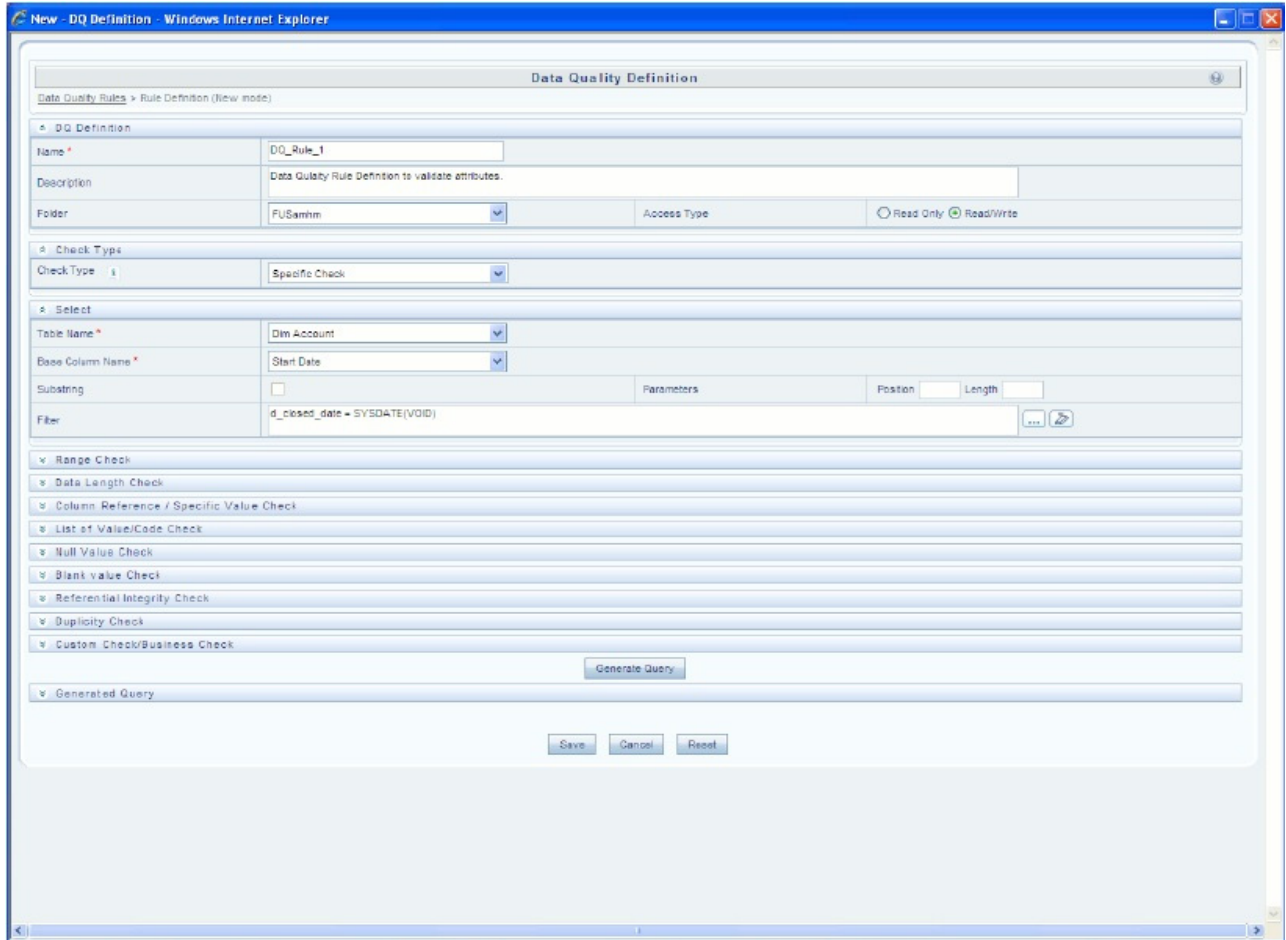 New - DQ Definition - Windows Internet Explorer
Data Quality Definition
Data Quality Rules > Rule Definition (New mode)
DQ Definition
Name *
DQ_Rule_1
Description
Data Qulaity Rule Defintion to validate attributes.
Folder
FUSamhm
Access Type
Read Only Read/Write
Check Type
Check Type
Specific Check
Select
Table Name *
Dim Account
Base Column Name *
Start Date
Substring
Parameters
Position Length
Filter
d_closed_date = SYSDATE(VOID)
...
Range Check
Data Length Check
Column Reference / Specific Value Check
List of Value/Code Check
Null Value Check
Blank value Check
Referential Integrity Check
Duplicity Check
Custom Check/Business Check
Generate Query
Generated Query
Save Cancel Reset